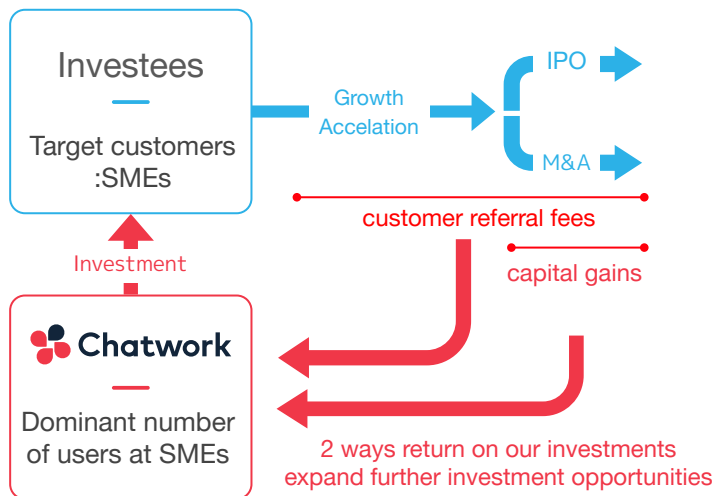 Investees
Target customers
:SMEs
Growth
Accelation
IPO
M&A
customer referral fees
capital gains
Investment
Chatwork
Dominant number
of users at SMEs
2 ways return on our investments
expand further investment opportunities